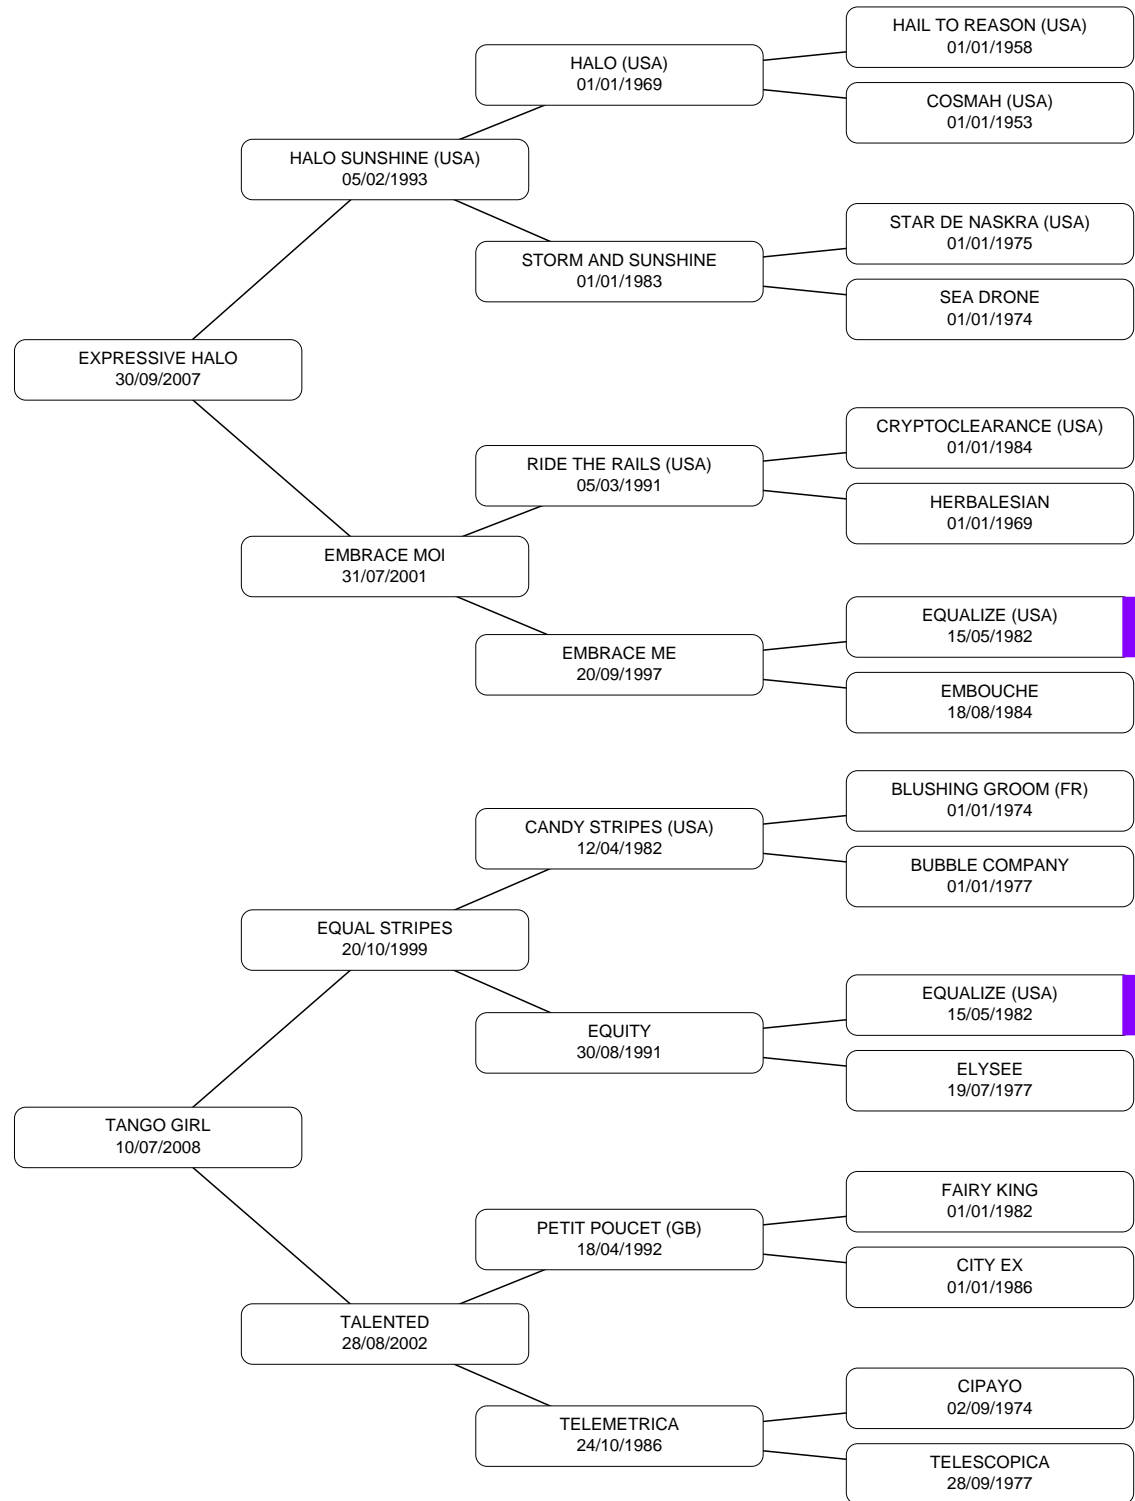 HAIL TO REASON (USA)
01/01/1958
HALO (USA)
01/01/1969
COSMAH (USA)
01/01/1953
HALO SUNSHINE (USA)
05/02/1993
STAR DE NASKRA (USA)
01/01/1975
STORM AND SUNSHINE
01/01/1983
SEA DRONE
01/01/1974
EXPRESSIVE HALO
30/09/2007
CRYPTOCLEARANCE (USA)
01/01/1984
RIDE THE RAILS (USA)
05/03/1991
HERBALESIAN
01/01/1969
EMBRACE MOI
31/07/2001
EQUALIZE (USA)
15/05/1982
EMBRACE ME
20/09/1997
EMBOUCHE
18/08/1984
BLUSHING GROOM (FR)
01/01/1974
CANDY STRIPES (USA)
12/04/1982
BUBBLE COMPANY
01/01/1977
EQUAL STRIPES
20/10/1999
EQUALIZE (USA)
15/05/1982
EQUITY
30/08/1991
ELYSEE
19/07/1977
TANGO GIRL
10/07/2008
FAIRY KING
01/01/1982
PETIT POUCET (GB)
18/04/1992
CITY EX
01/01/1986
TALENTED
28/08/2002
CIPAYO
02/09/1974
TELEMETRICA
24/10/1986
TELESCOPICA
28/09/1977